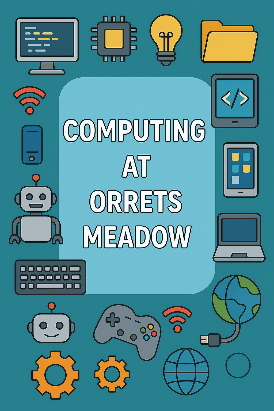 </>
COMPUTING
AT
ORRETS
MEADOW